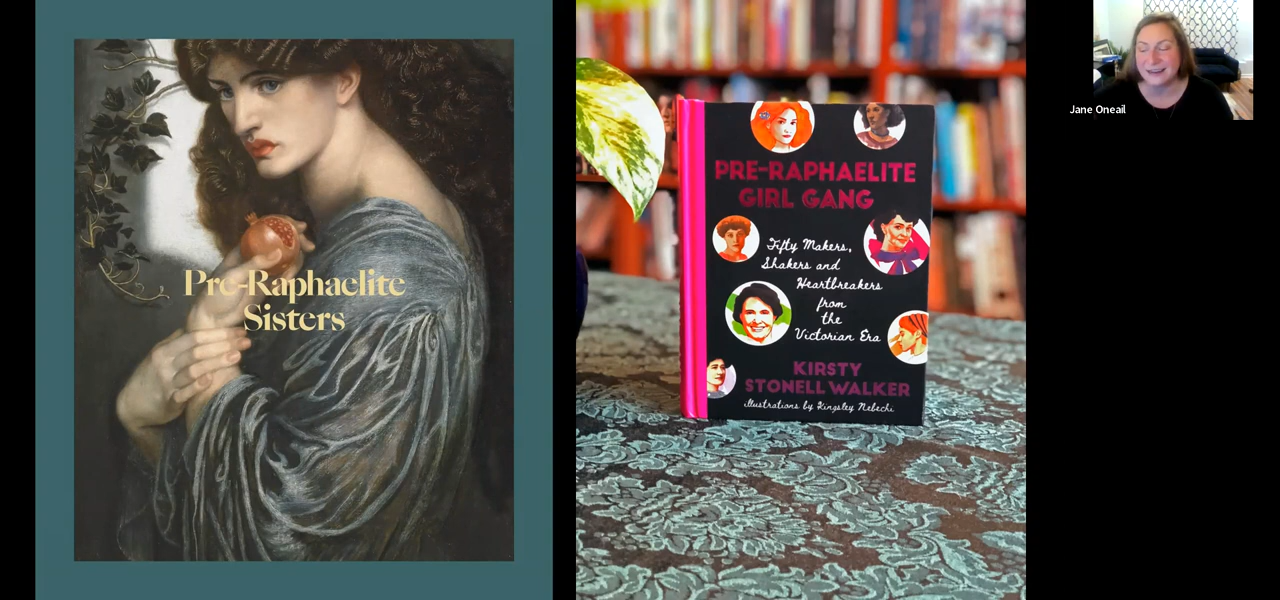 Pre-Raphaelite
Sisters
PRE-RAPHAELITE
GIRL GANG
Fifty Makers,
Shakers and
Heartbreakers
from
the
Victorian Era
KIRSTY
STONELL WALKER
illustrations by Kingsley Nebechi
Jane Oneail